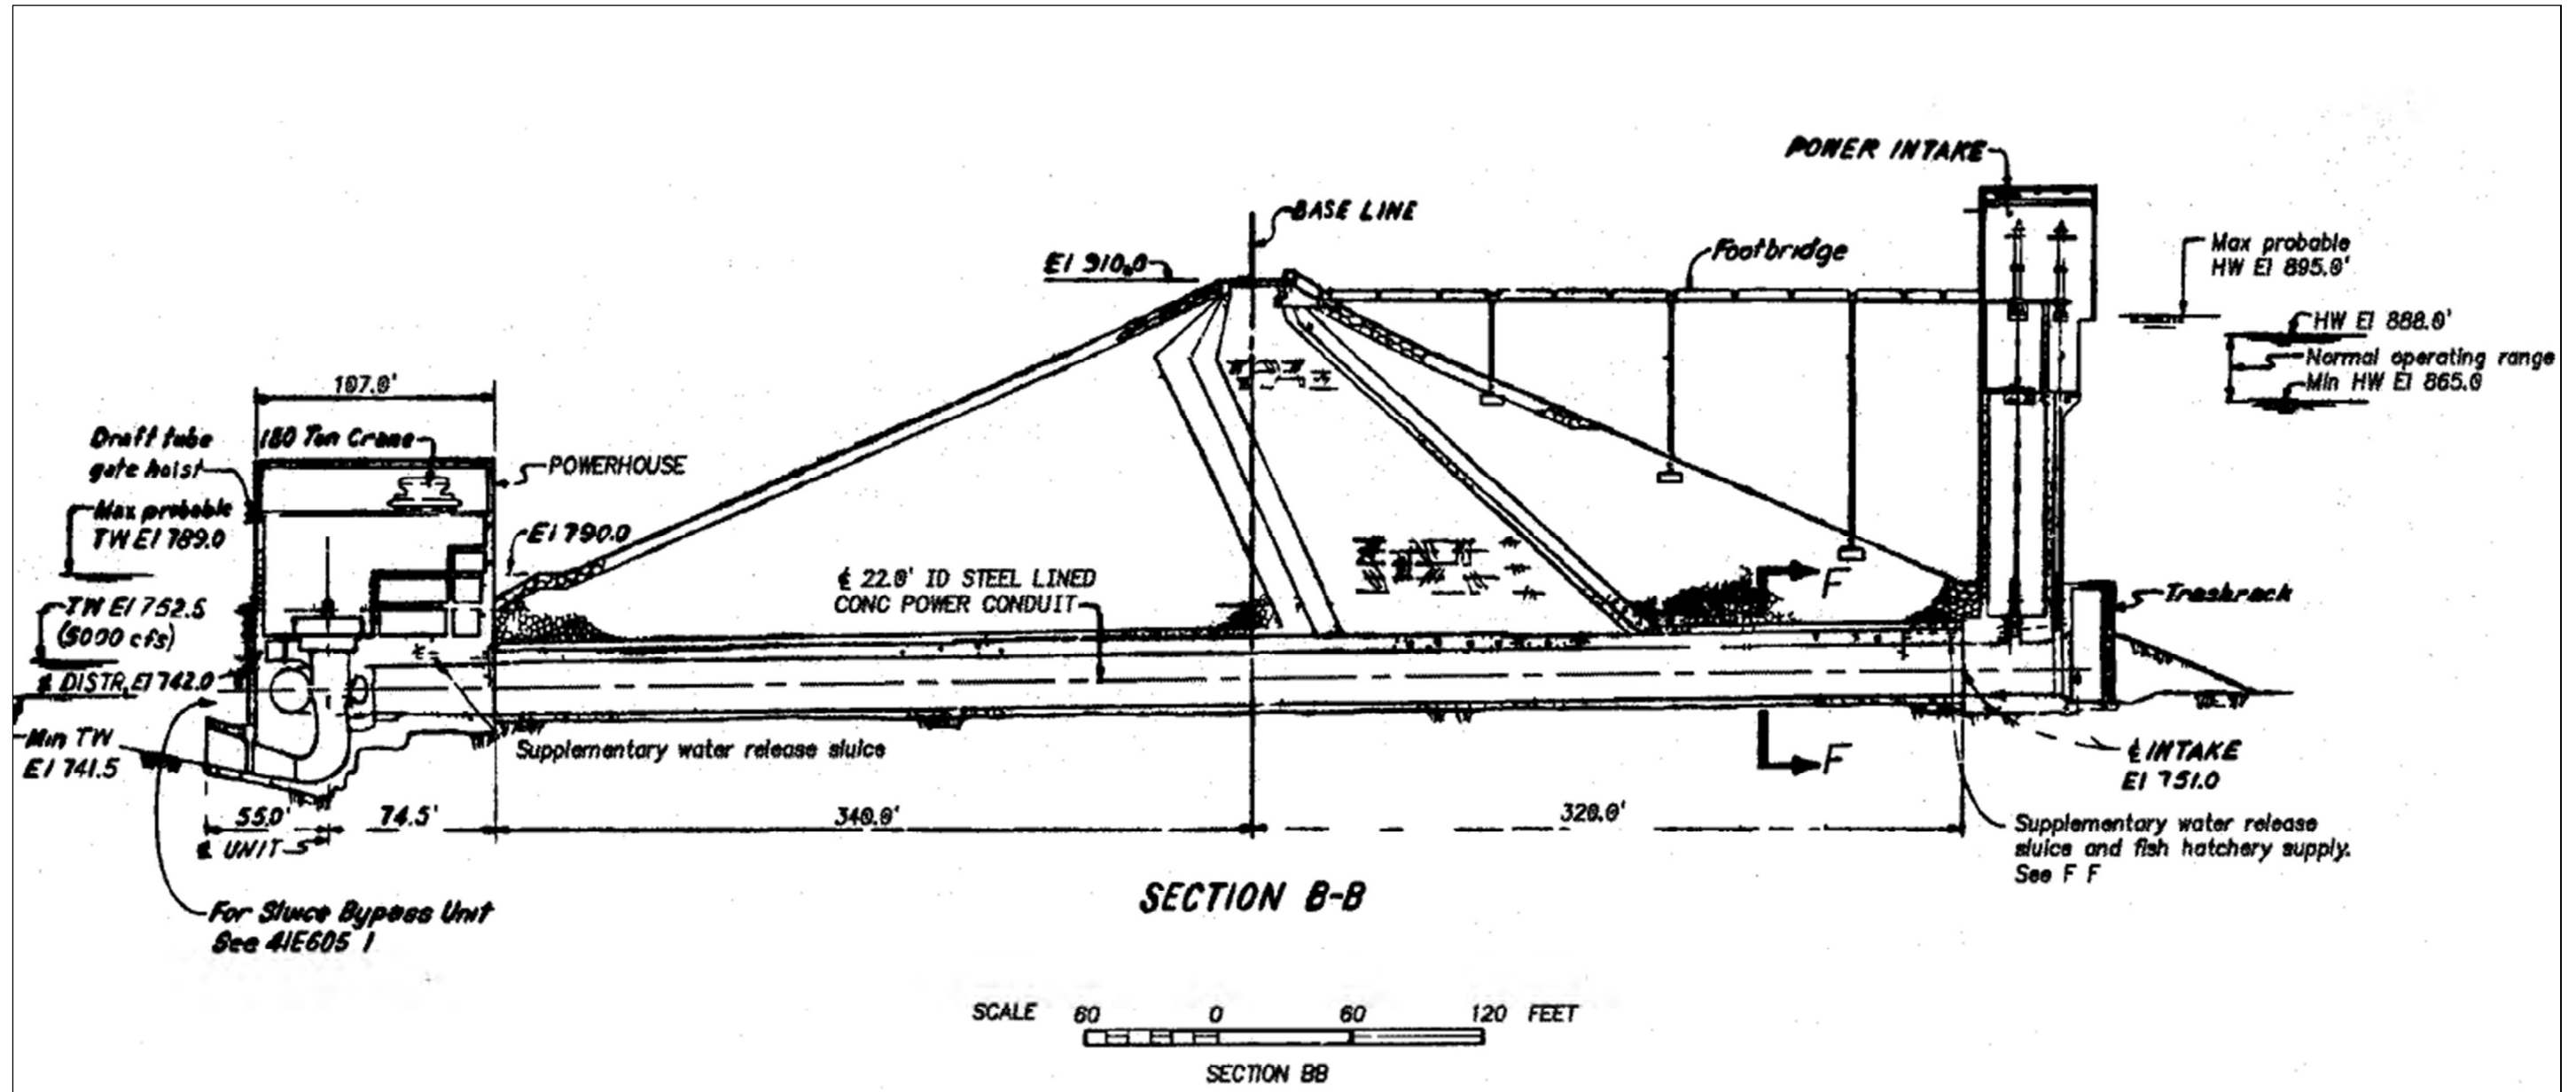 POWER INTAKE
BASE LINE
Max probable
HW El 895.0'
El 910.0
Footbridge
HW El 888.0'
Normal operating range
Min HW El 865.0
107.0'
Draft tube
gate hoist
180 Ton Crane
POWERHOUSE
Max probable
TW El 789.0
El 790.0
℄ 22.0' ID STEEL LINED
CONC POWER CONDUIT
F
TW El 752.5
(5000 cfs)
Trashrack
℄ DISTR. El 742.0
Min TW
El 741.5
Supplementary water release sluice
F
℄ INTAKE
El 751.0
55.0'
74.5'
340.0'
320.0'
℄ UNITS
Supplementary water release
sluice and fish hatchery supply.
See F F
For Sluice Bypass Unit
See 41E605 1
SECTION B-B
SCALE 60 0 60 120 FEET
SECTION BB